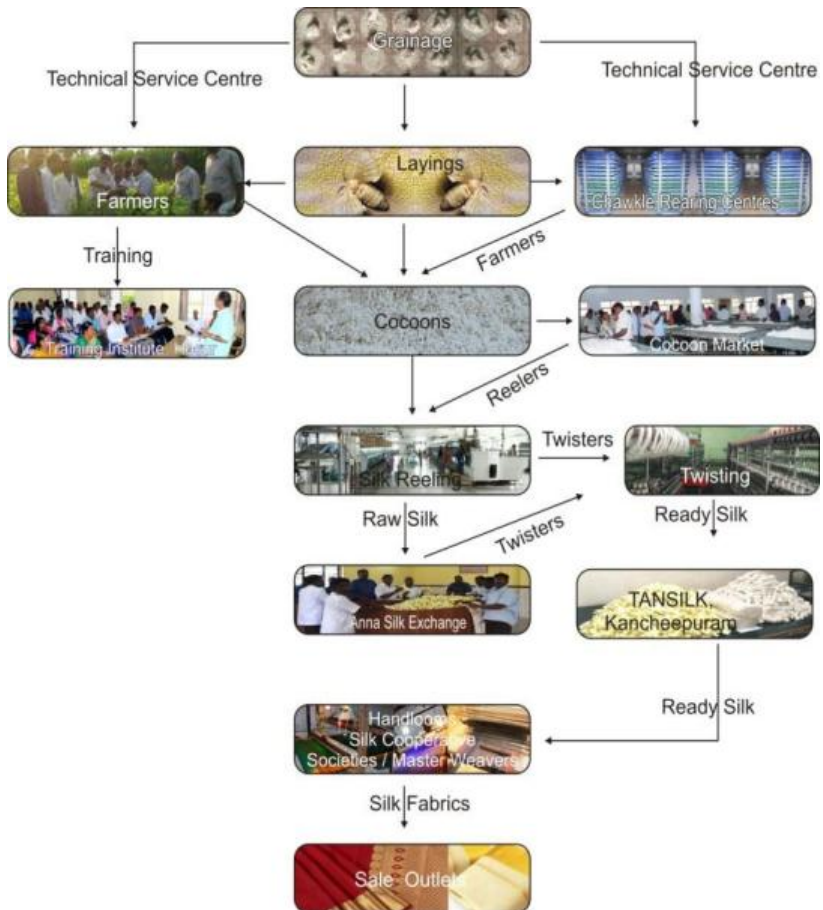 Grainage
Technical Service Centre
Technical Service Centre
Layings
Farmers
Chawkle Rearing Centres
Training
Farmers
Training Institute, Hosur
Cocoons
Cocoon Market
Reelers
Twisters
Silk Reeling
Twisting
Raw Silk
Twisters
Ready Silk
Anna Silk Exchange
TANSILK,
Kancheepuram
Ready Silk
Handlooms
Silk Cooperative
Societies / Master Weavers
Silk Fabrics
Sale Outlets